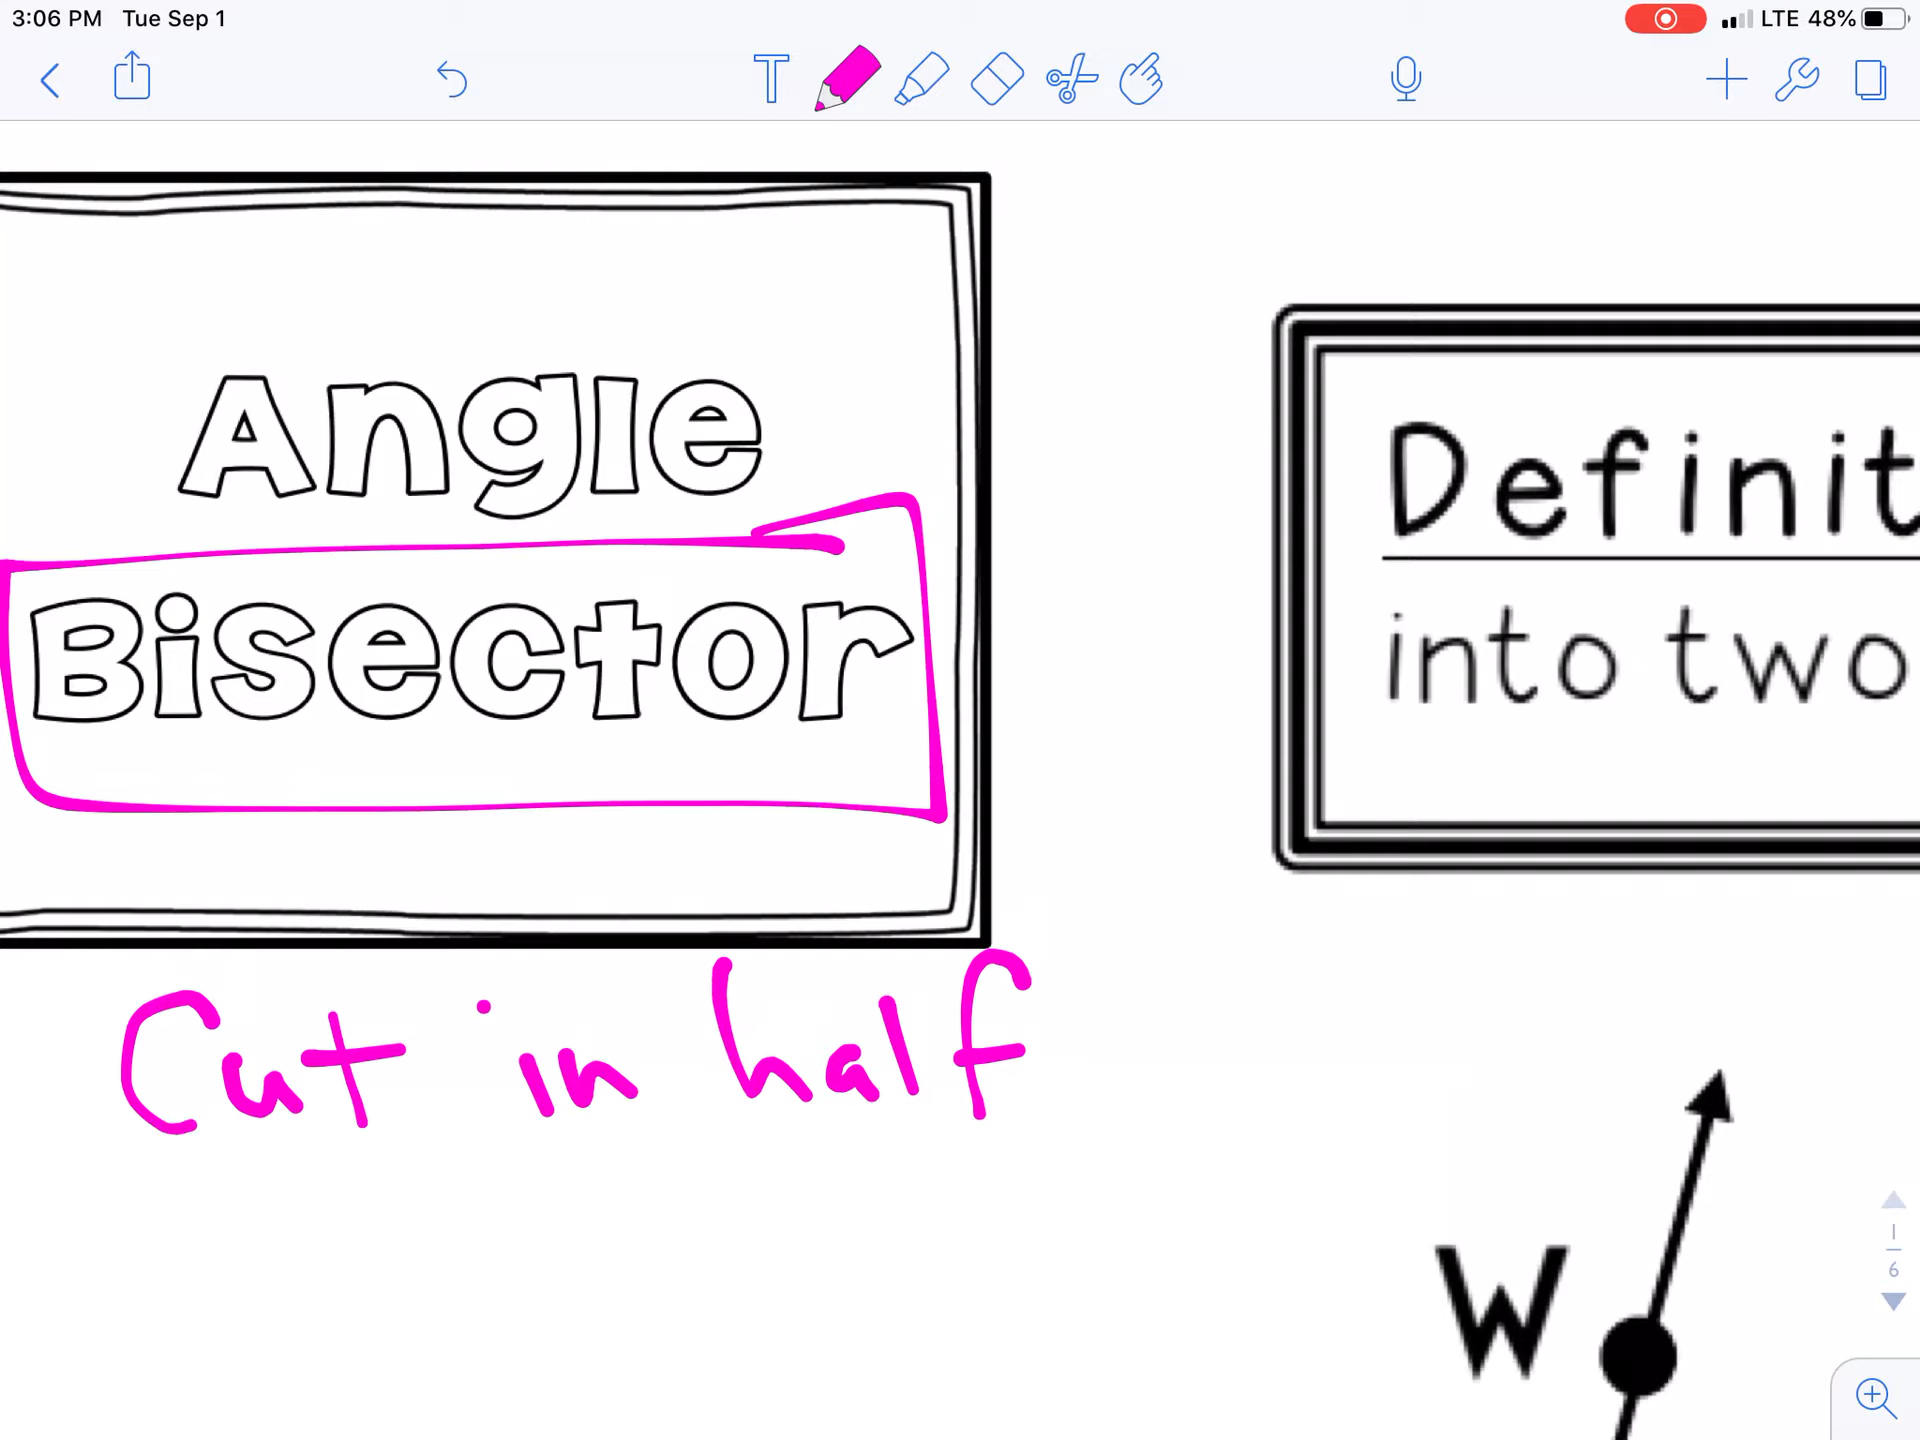 3:06 PM Tue Sep 1
LTE 48%
T
Angle
Bisector
Definit
into two
Cut in half
W
1
6